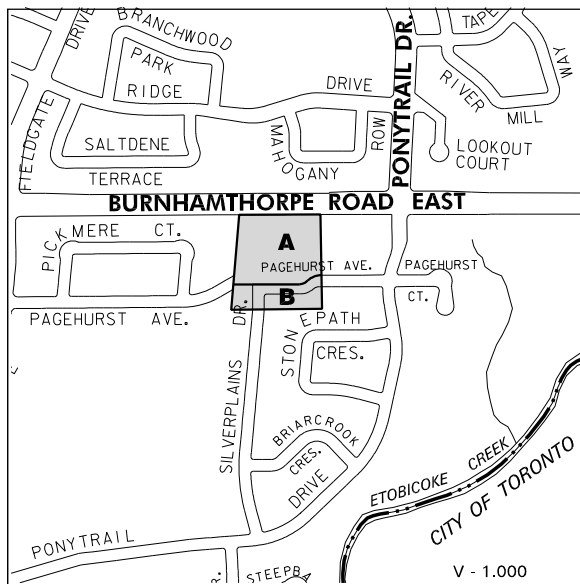 BRANCHWOOD
PARK
DRIVE
FIELDGATE
RIDGE
SALTDENE
TERRACE
DRIVE
MAHOGANY
ROW
PONYTRAIL DR.
TAPE
RIVER
MILL
WAY
LOOKOUT
COURT
BURNHAMTHORPE ROAD EAST
PICKMERE CT.
A
PAGEHURST AVE.
PAGEHURST
CT.
B
PAGEHURST AVE.
SILVERPLAINS DR.
STONEPATH
CRES.
BRIARCROOK
CRES.
PONYTRAIL
DRIVE
ETOBICOKE CREEK
CITY OF TORONTO
R.
STEEPBA
V - 1.000